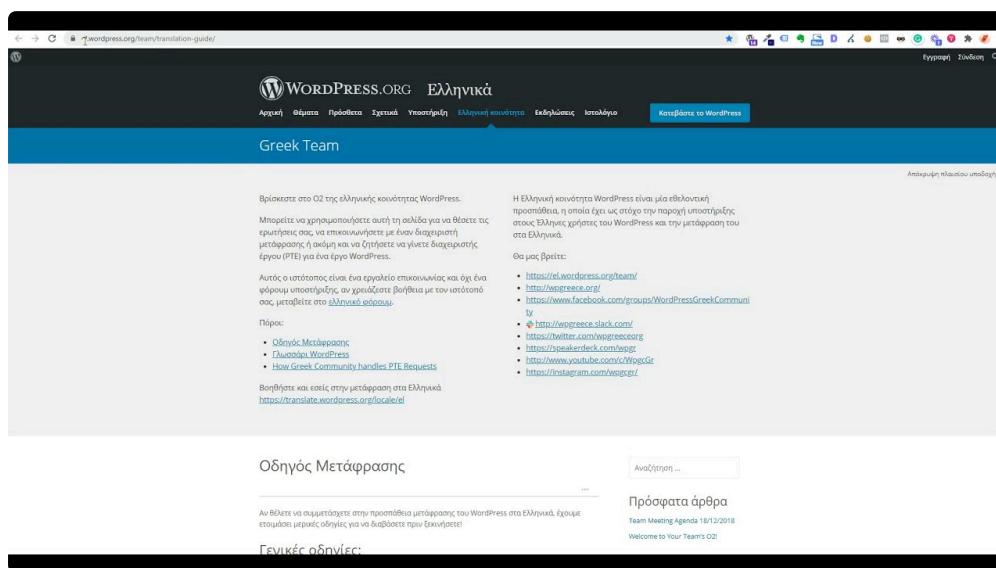 wordpress.org/team/translation-guide/
Εγγραφή Σύνδεση
WORDPRESS.ORG Ελληνικά
Αρχική Θέματα Πρόσθετα Σχετικά Υποστήριξη Ελληνική κοινότητα Εκδηλώσεις Ιστολόγιο Κατεβάστε το WordPress
Greek Team
Απόκρυψη πλαισίου υποδοχή
Βρίσκεστε στο O2 της ελληνικής κοινότητας WordPress.
Μπορείτε να χρησιμοποιήσετε αυτή τη σελίδα για να θέσετε τις
ερωτήσεις σας, να επικοινωνήσετε με έναν διαχειριστή
μετάφρασης ή ακόμη και να ζητήσετε να γίνετε διαχειριστής
έργου (PTE) για ένα έργο WordPress.
Αυτός ο ιστότοπος είναι ένα εργαλείο επικοινωνίας και όχι ένα
φόρουμ υποστήριξης, αν χρειάζεστε βοήθεια με τον ιστότοπό
σας, μεταβείτε στο ελληνικό φόρουμ.
Πόροι:
Οδηγός Μετάφρασης
Γλωσσάρι WordPress
How Greek Community handles PTE Requests
Βοηθήστε και εσείς στην μετάφραση στα Ελληνικά
https://translate.wordpress.org/locale/el
Η Ελληνική κοινότητα WordPress είναι μία εθελοντική
προσπάθεια, η οποία έχει ως στόχο την παροχή υποστήριξης
στους Έλληνες χρήστες του WordPress και την μετάφραση του
στα Ελληνικά.
Θα μας βρείτε:
https://el.wordpress.org/team/
http://wpgreece.org/
https://www.facebook.com/groups/WordPressGreekCommuni
ty
http://wpgreece.slack.com/
https://twitter.com/wpgreeceorg
https://speakerdeck.com/wpgr
http://www.youtube.com/c/WpgcGr
https://instagram.com/wpgcgr/
Οδηγός Μετάφρασης
...
Αν θέλετε να συμμετάσχετε στην προσπάθεια μετάφρασης του WordPress στα Ελληνικά, έχουμε
ετοιμάσει μερικές οδηγίες για να διαβάσετε πριν ξεκινήσετε!
Γενικές οδηγίες:
Αναζήτηση ...
Πρόσφατα άρθρα
Team Meeting Agenda 18/12/2018
Welcome to Your Team's O2!